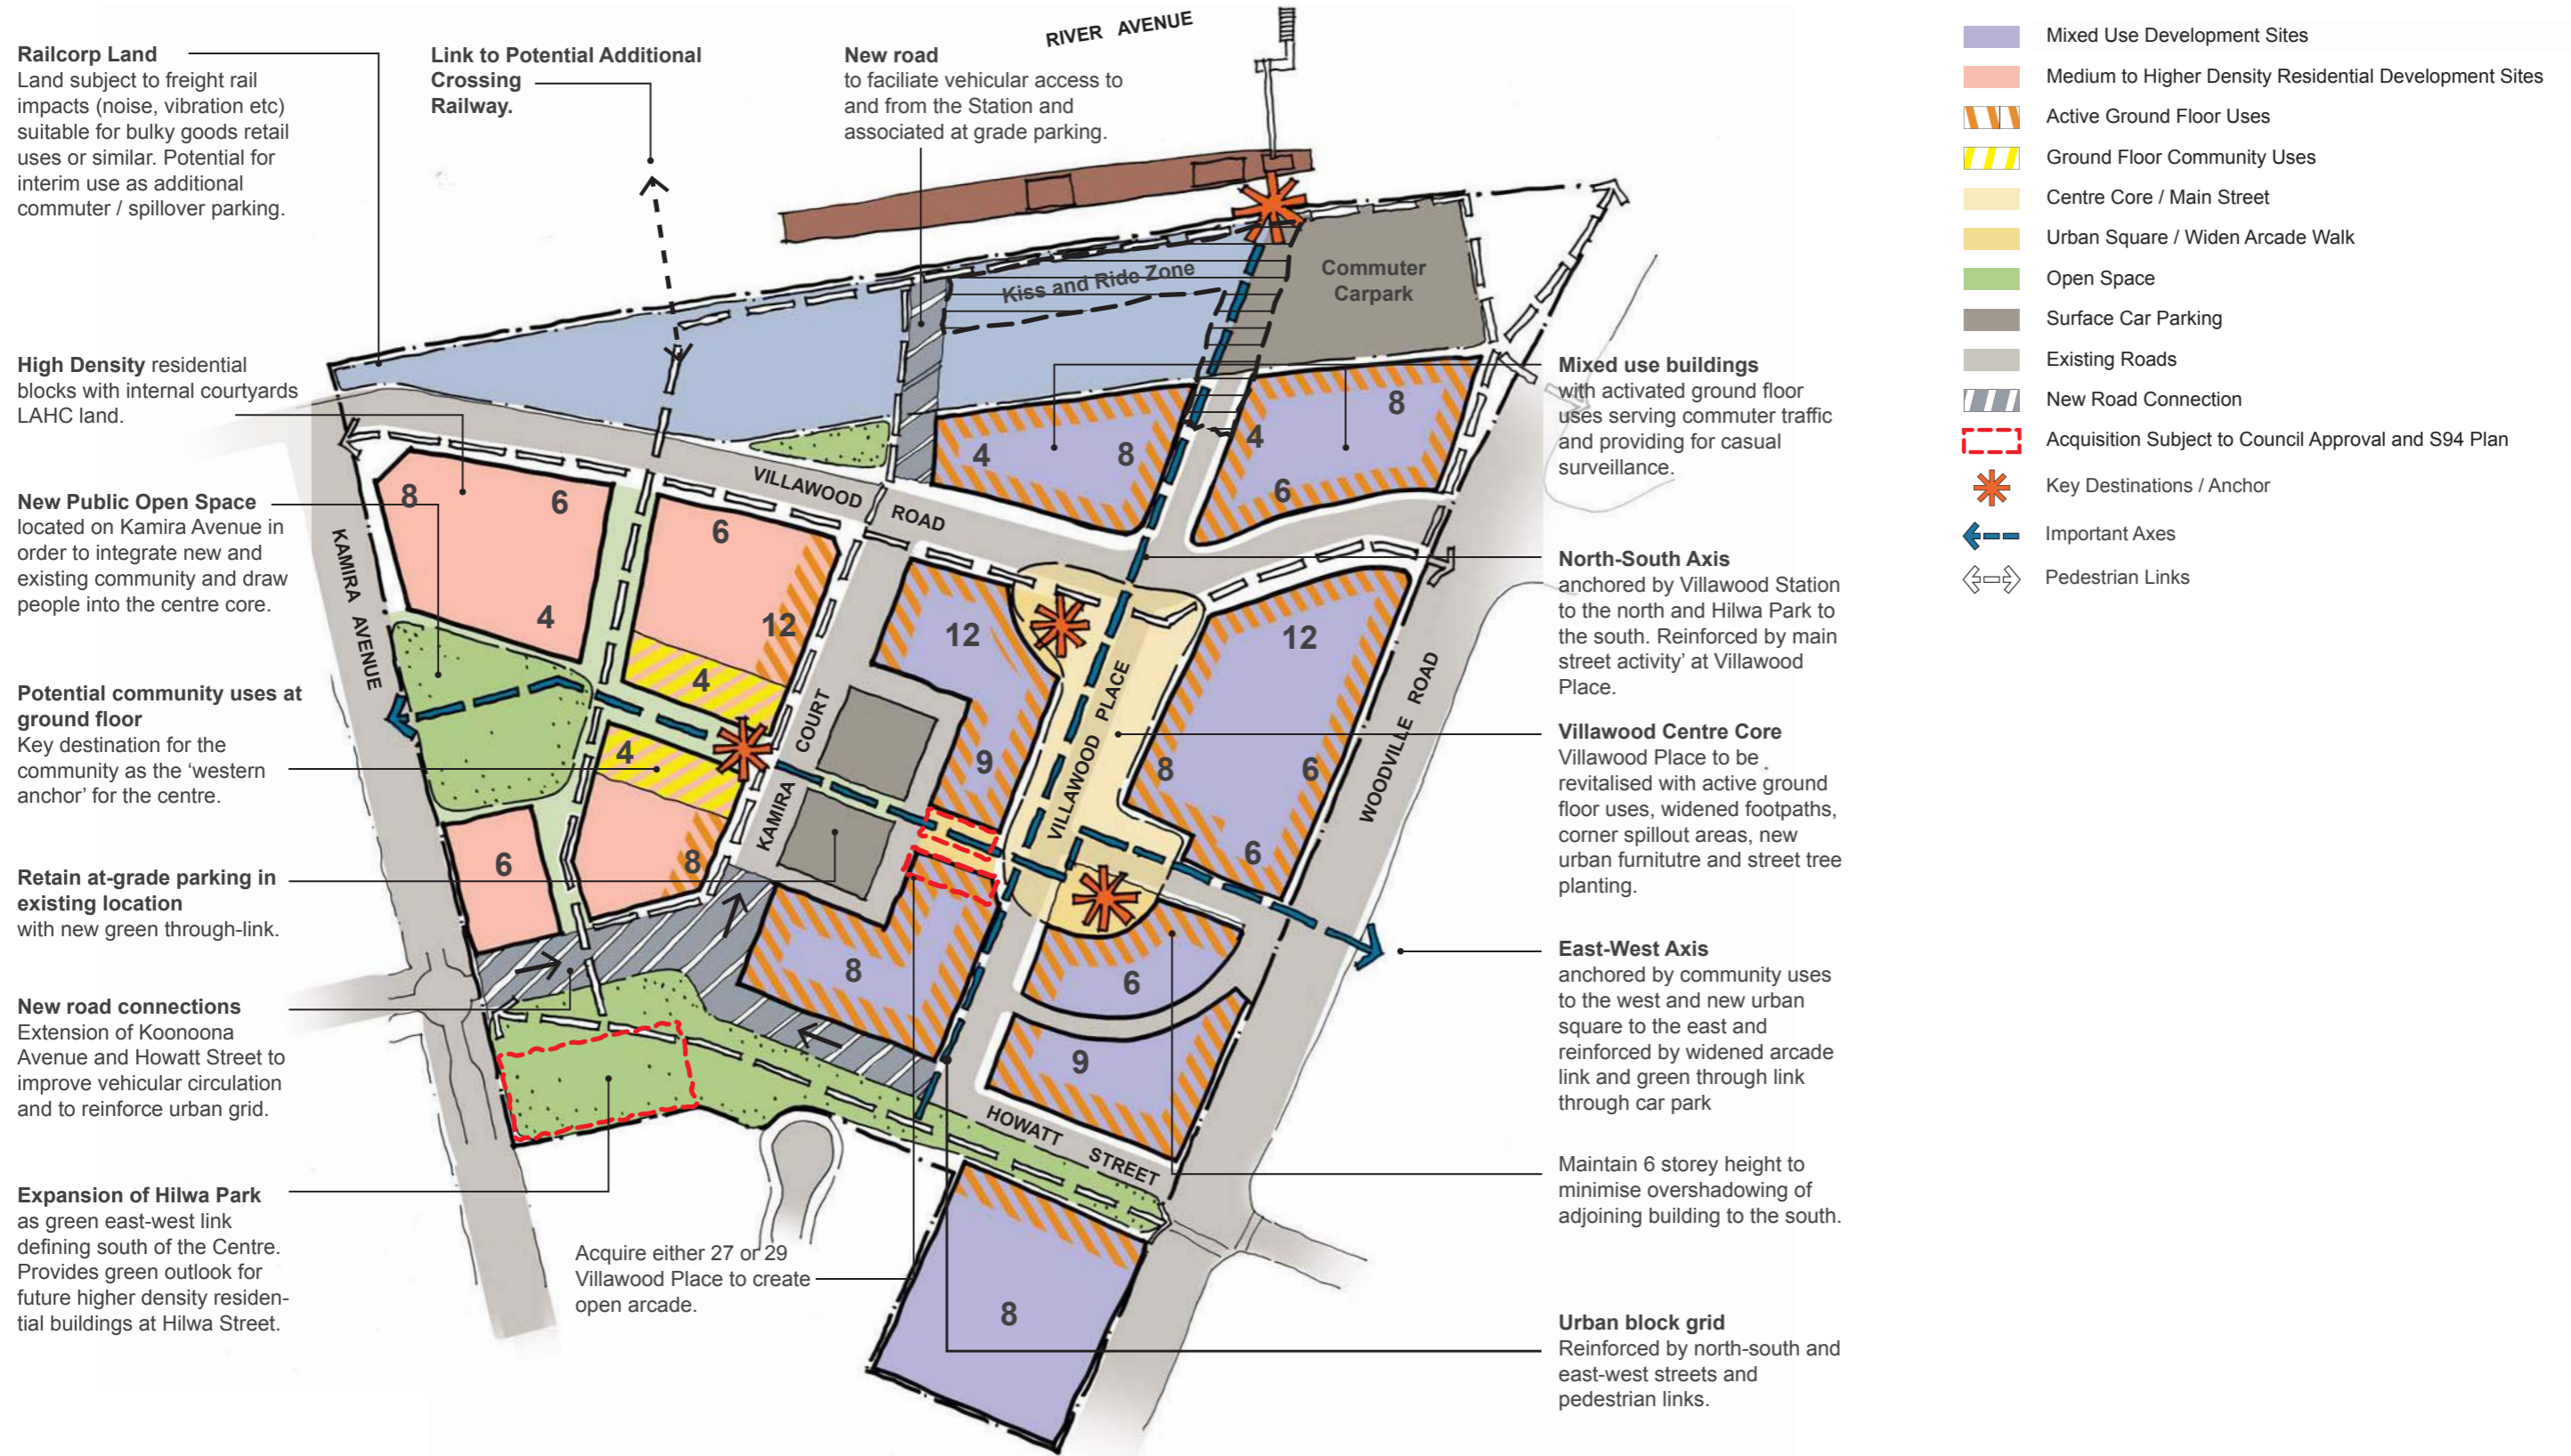 Railcorp Land
Land subject to freight rail
impacts (noise, vibration etc)
suitable for bulky goods retail
uses or similar. Potential for
interim use as additional
commuter / spillover parking.
Link to Potential Additional
Crossing
Railway.
New road
to faciliate vehicular access to
and from the Station and
associated at grade parking.
RIVER AVENUE
High Density residential
blocks with internal courtyards
LAHC land.
New Public Open Space
located on Kamira Avenue in
order to integrate new and
existing community and draw
people into the centre core.
Potential community uses at
ground floor
Key destination for the
community as the ‘western
anchor’ for the centre.
Retain at-grade parking in
existing location
with new green through-link.
New road connections
Extension of Koonoona
Avenue and Howatt Street to
improve vehicular circulation
and to reinforce urban grid.
Expansion of Hilwa Park
as green east-west link
defining south of the Centre.
Provides green outlook for
future higher density residen-
tial buildings at Hilwa Street.
Acquire either 27 or 29
Villawood Place to create
open arcade.
Kiss and Ride Zone
Commuter
Carpark
VILLAWOOD ROAD
KAMIRA AVENUE
KAMIRA COURT
VILLAWOOD PLACE
WOODVILLE ROAD
HOWATT STREET
4
8
4
8
6
8
6
4
6
12
4
4
8
6
12
9
12
8
6
6
8
6
9
8
Mixed use buildings
with activated ground floor
uses serving commuter traffic
and providing for casual
surveillance.
North-South Axis
anchored by Villawood Station
to the north and Hilwa Park to
the south. Reinforced by main
street activity’ at Villawood
Place.
Villawood Centre Core
Villawood Place to be
revitalised with active ground
floor uses, widened footpaths,
corner spillout areas, new
urban furnitutre and street tree
planting.
East-West Axis
anchored by community uses
to the west and new urban
square to the east and
reinforced by widened arcade
link and green through link
through car park
Maintain 6 storey height to
minimise overshadowing of
adjoining building to the south.
Urban block grid
Reinforced by north-south and
east-west streets and
pedestrian links.
Mixed Use Development Sites
Medium to Higher Density Residential Development Sites
Active Ground Floor Uses
Ground Floor Community Uses
Centre Core / Main Street
Urban Square / Widen Arcade Walk
Open Space
Surface Car Parking
Existing Roads
New Road Connection
Acquisition Subject to Council Approval and S94 Plan
Key Destinations / Anchor
Important Axes
Pedestrian Links